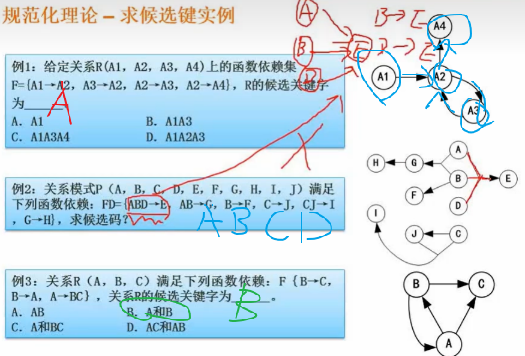 规范化理论 – 求候选键实例
例1：给定关系R(A1，A2，A3，A4)上的函数依赖集
F={A1→A2，A3→A2，A2→A3，A2→A4}，R的候选关键字
为______
A
A．A1
B．A1A3
C．A1A3A4
D．A1A2A3
例2：关系模式P（A，B，C，D，E，F，G，H，I，J）满足
下列函数依赖：FD={ABD→E，AB→G，B→F，C→J，CJ→I
，G→H}，求候选码？
ABCD
例3：关系R（A，B，C）满足下列函数依赖：F｛B→C，
B→A，A→BC｝，关系R的候选关键字为______。
B
A．AB
B．A和B
C．A和BC
D．AC和AB
A
B
D
E
B→E
D→E
A4
A1
A2
A3
A
H
G
B
E
F
D
I
J
C
B
C
A